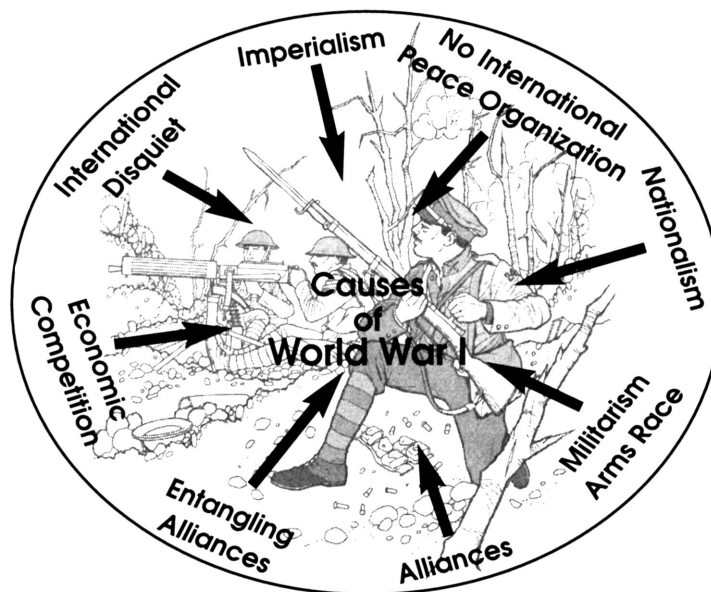 Imperialism
No International
Peace Organization
International
Disquiet
Nationalism
Causes
of
World War I
Economic
Competition
Militarism
Arms Race
Entangling
Alliances
Alliances